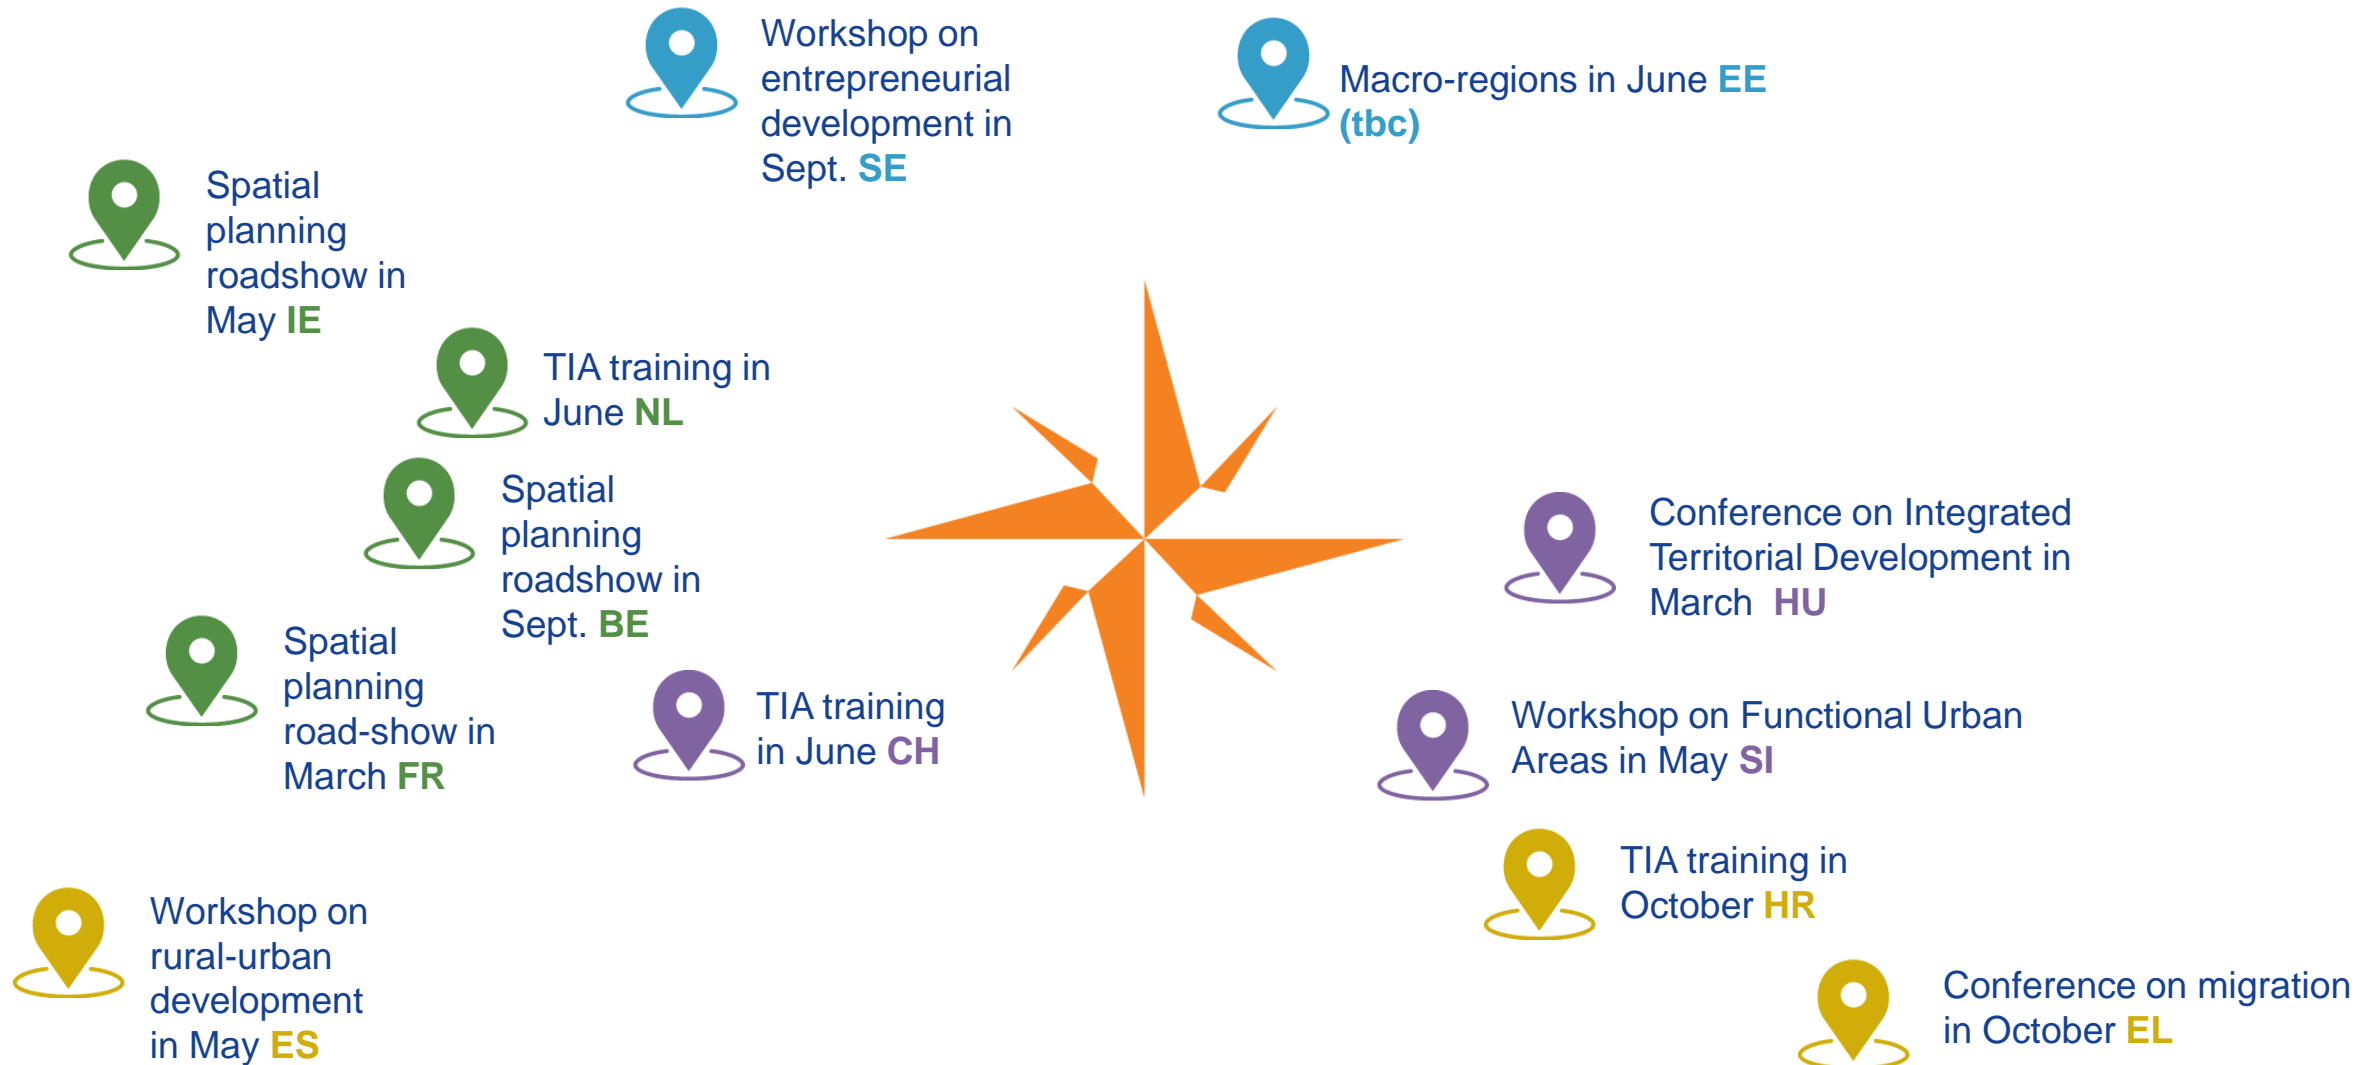 Workshop on
entrepreneurial
development in
Sept. SE
Macro-regions in June EE
(tbc)
Spatial
planning
roadshow in
May IE
TIA training in
June NL
Spatial
planning
roadshow in
Sept. BE
Conference on Integrated
Territorial Development in
March  HU
Spatial
planning
road-show in
March FR
TIA training
in June CH
Workshop on Functional Urban
Areas in May SI
TIA training in
October HR
Workshop on
rural-urban
development
in May ES
Conference on migration
in October EL